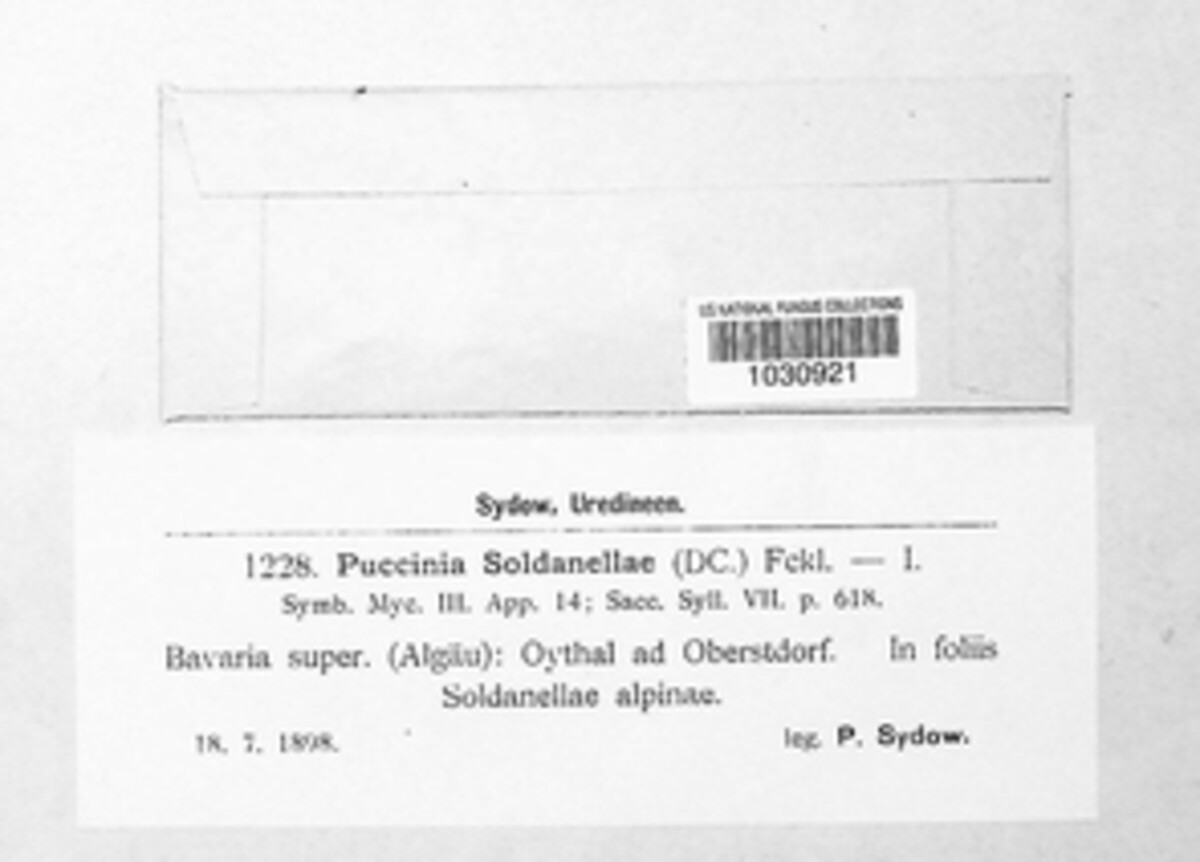 US NATIONAL FUNGUS COLLECTIONS
1030921
Sydow, Uredineen.
1228. Puccinia Soldanellae (DC.) Fckl. — I.
Symb. Myc. III. App. 14; Sacc. Syll. VII. p. 618.
Bavaria super. (Algäu): Oythal ad Oberstdorf. In foliis
Soldanellae alpinae.
18. 7. 1898. leg. P. Sydow.